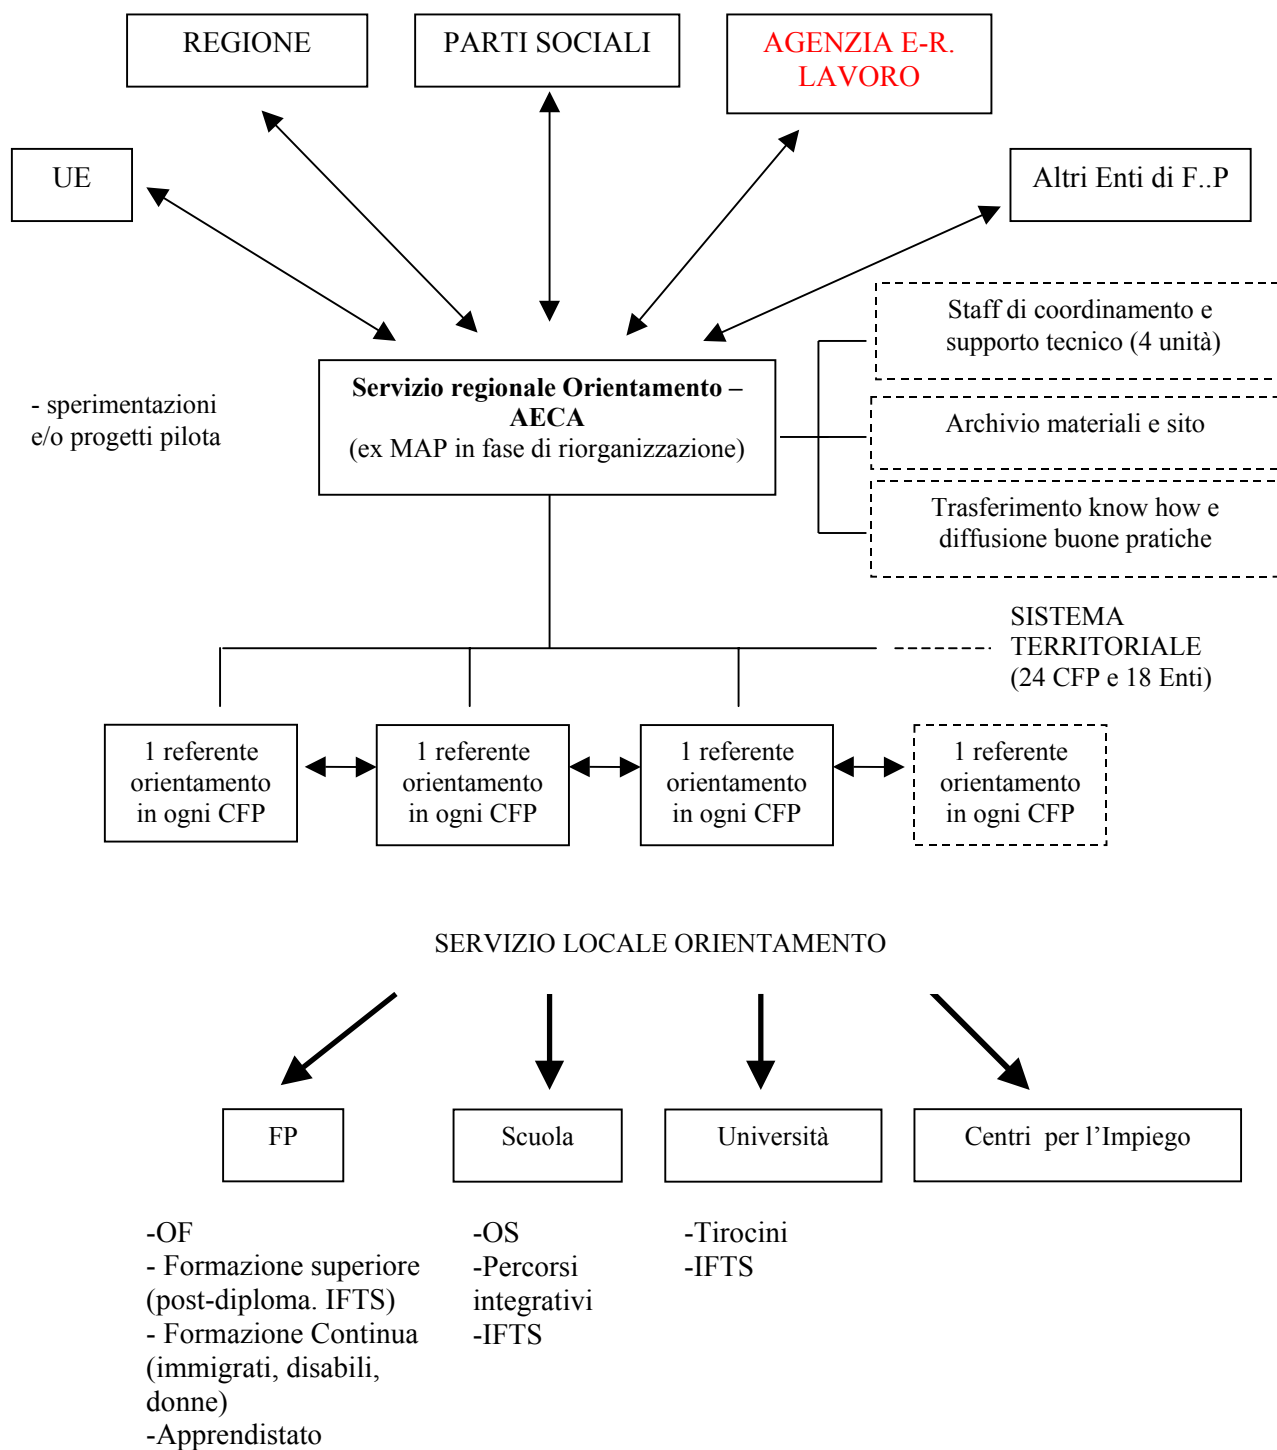 REGIONE
PARTI SOCIALI
AGENZIA E-R.
LAVORO
UE
Altri Enti di F..P
Staff di coordinamento e
supporto tecnico (4 unità)
Servizio regionale Orientamento –
AECA
(ex MAP in fase di riorganizzazione)
- sperimentazioni
e/o progetti pilota
Archivio materiali e sito
Trasferimento know how e
diffusione buone pratiche
SISTEMA
TERRITORIALE
(24 CFP e 18 Enti)
1 referente
orientamento
in ogni CFP
1 referente
orientamento
in ogni CFP
1 referente
orientamento
in ogni CFP
1 referente
orientamento
in ogni CFP
SERVIZIO LOCALE ORIENTAMENTO
FP
Scuola
Università
Centri per l’Impiego
-OF
- Formazione superiore
(post-diploma. IFTS)
- Formazione Continua
(immigrati, disabili,
donne)
-Apprendistato
-OS
-Percorsi
integrativi
-IFTS
-Tirocini
-IFTS